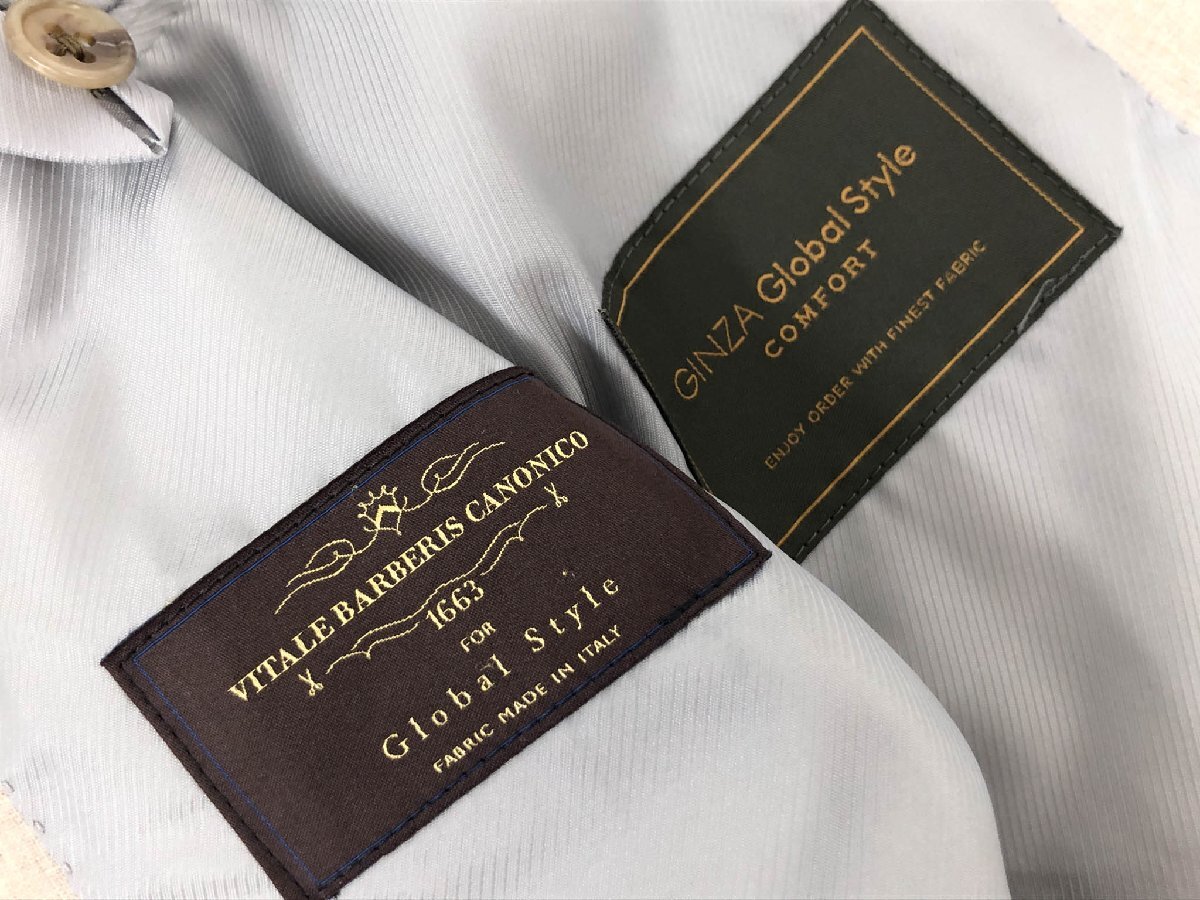 GINZA Global Style
COMFORT
ENJOY ORDER WITH FINEST FABRIC
VITALE BARBERIS CANONICO
1663
FOR
Global Style
FABRIC MADE IN ITALY